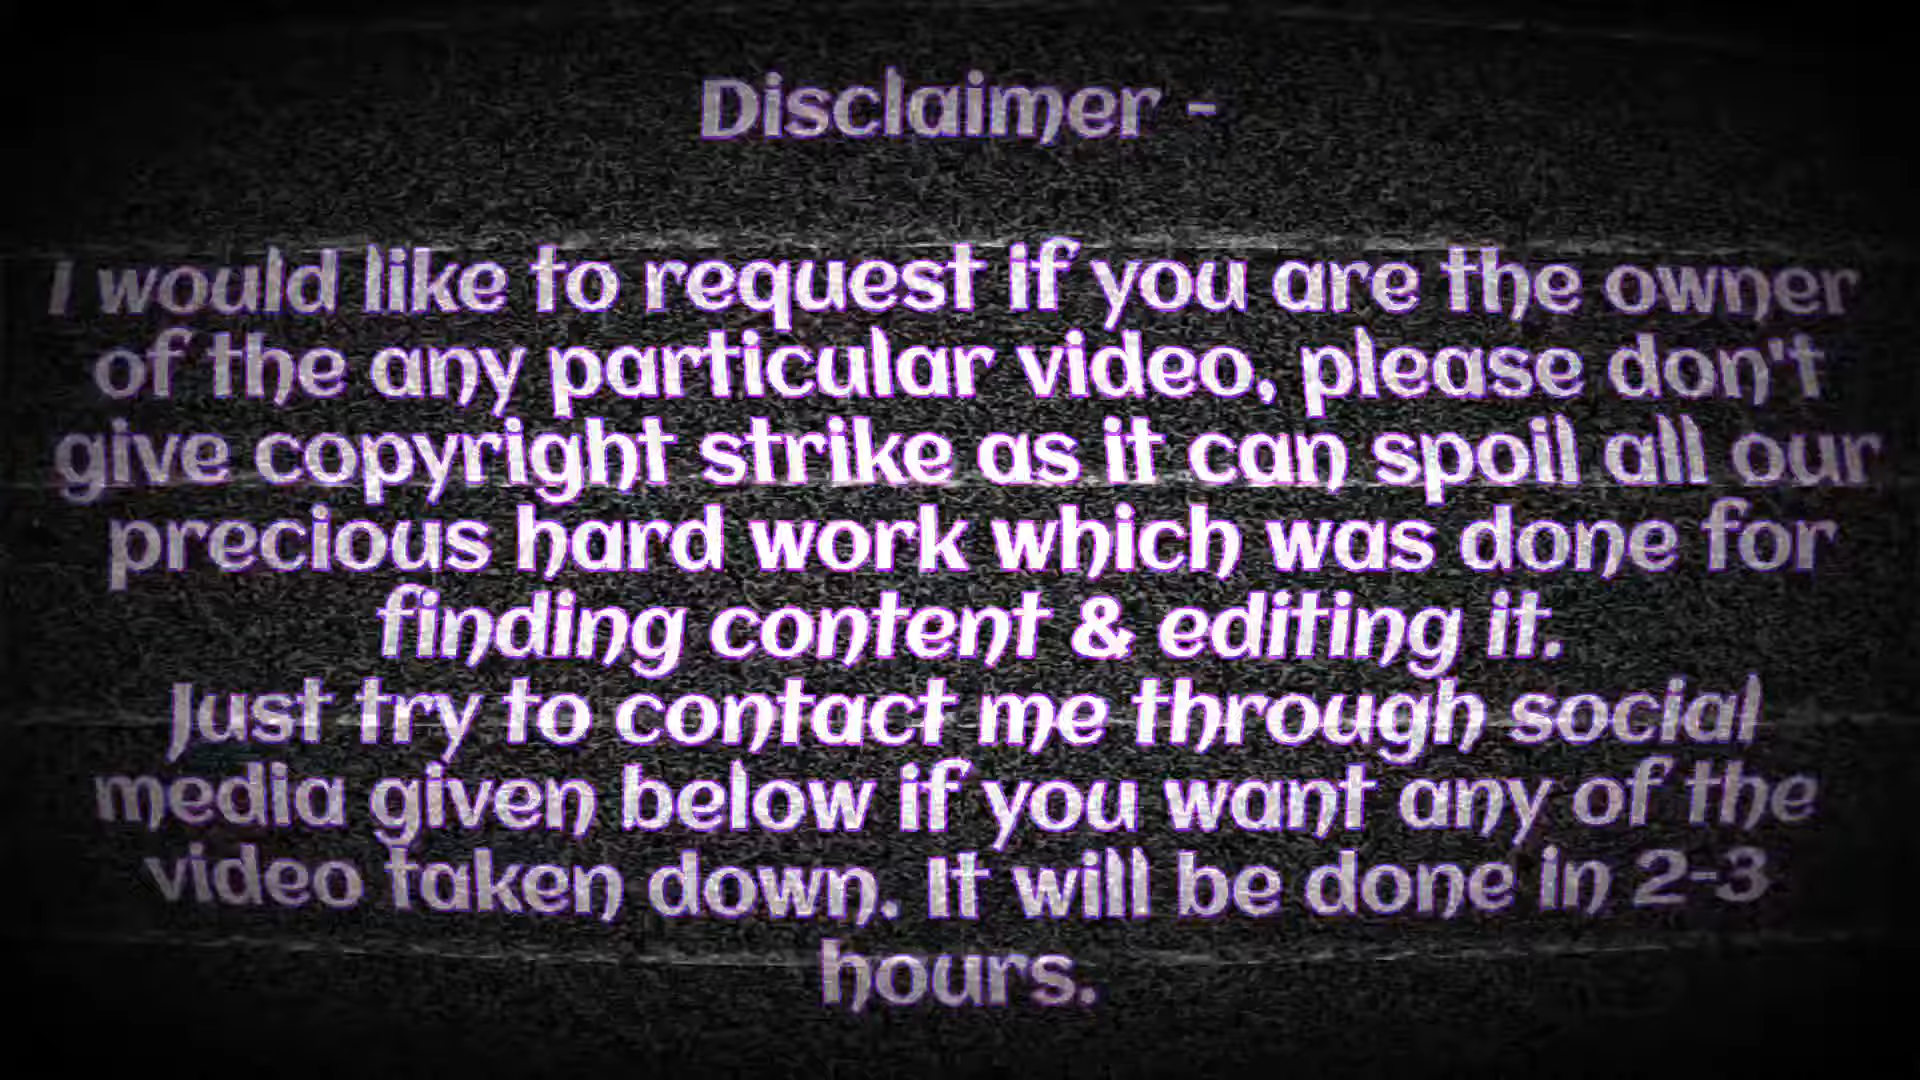 Disclaimer -
I would like to request if you are the owner
of the any particular video, please don't
give copyright strike as it can spoil all our
precious hard work which was done for
finding content & editing it.
Just try to contact me through social
media given below if you want any of the
video taken down. It will be done in 2-3
hours.